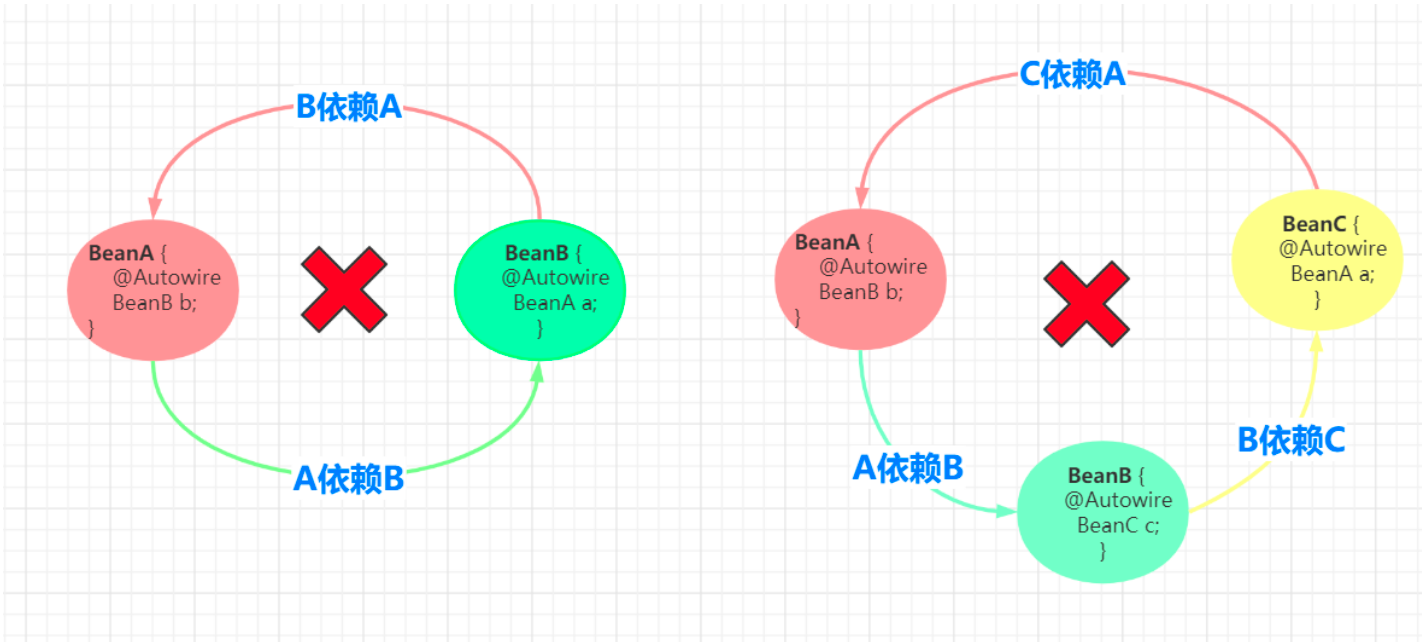 B依赖A
BeanA {
@Autowire
BeanB b;
}
BeanB {
@Autowire
BeanA a;
}
A依赖B
C依赖A
BeanA {
@Autowire
BeanB b;
}
BeanC {
@Autowire
BeanA a;
}
A依赖B
B依赖C
BeanB {
@Autowire
BeanC c;
}